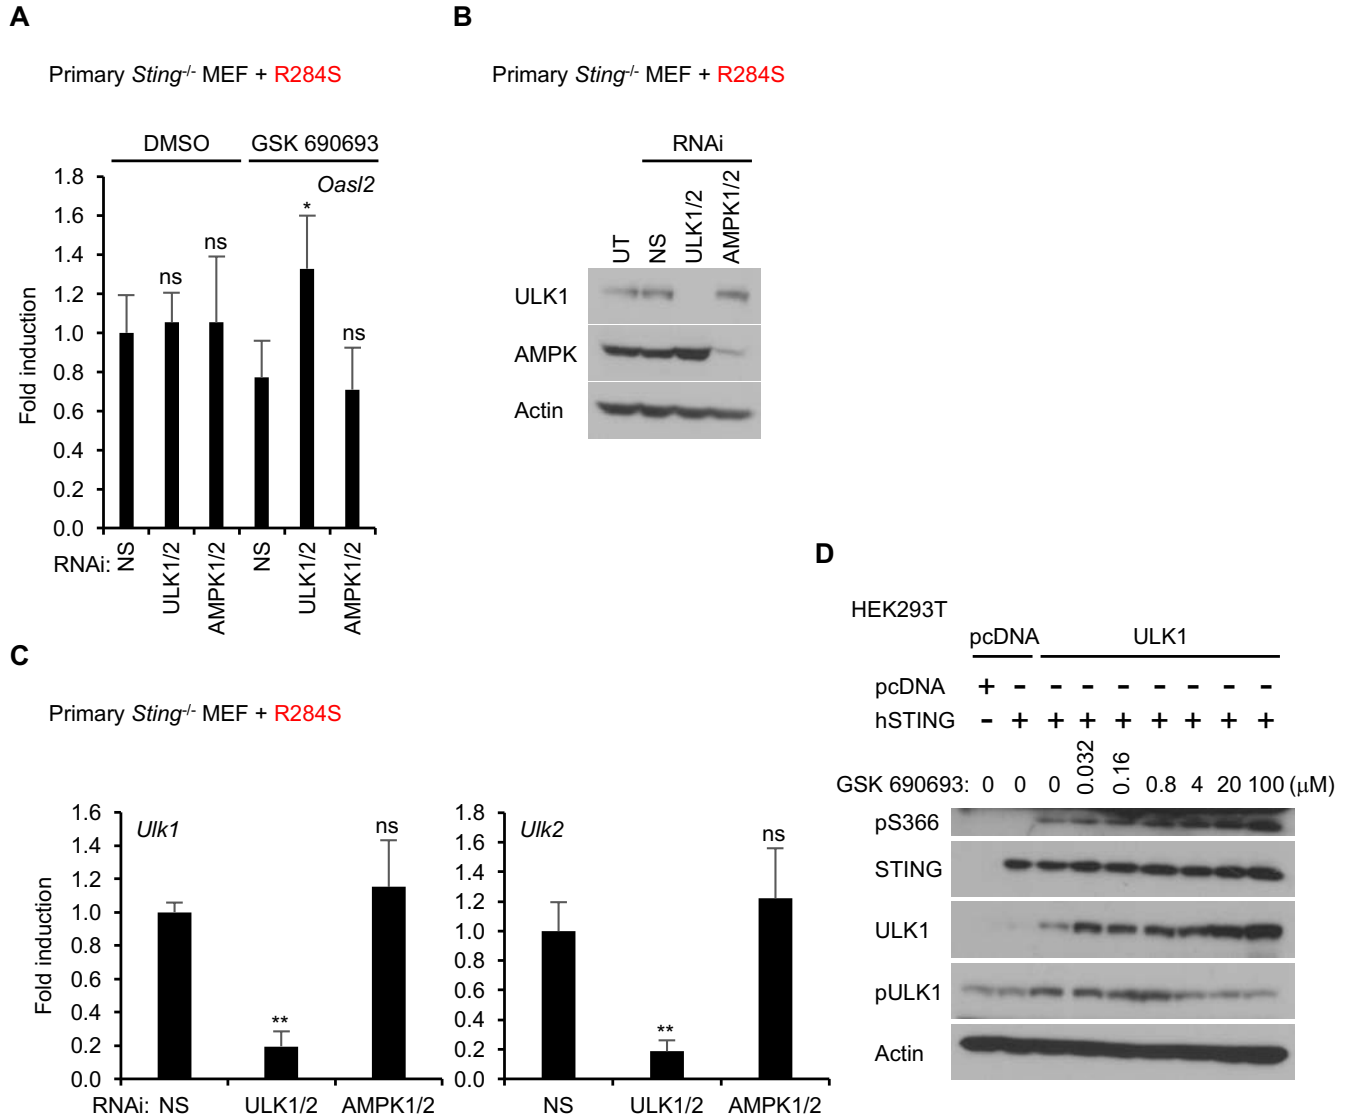 A
Primary Sting-/- MEF + R284S
DMSO GSK 690693
Oasl2
Fold induction
1.8
1.6
1.4
1.2
1.0
0.8
0.6
0.4
0.2
0.0
ns
ns
*
ns
RNAi: NS ULK1/2 AMPK1/2 NS ULK1/2 AMPK1/2
B
Primary Sting-/- MEF + R284S
RNAi
UT NS ULK1/2 AMPK1/2
ULK1
AMPK
Actin
C
Primary Sting-/- MEF + R284S
Ulk1
Fold induction
1.6
1.4
1.2
1.0
0.8
0.6
0.4
0.2
0.0
**
ns
RNAi: NS ULK1/2 AMPK1/2
Ulk2
1.8
1.6
1.4
1.2
1.0
0.8
0.6
0.4
0.2
0.0
**
ns
NS ULK1/2 AMPK1/2
D
HEK293T
pcDNA ULK1
pcDNA + - - - - - - - -
hSTING - + + + + + + + +
GSK 690693: 0 0 0 0.032 0.16 0.8 4 20 100 (μM)
pS366
STING
ULK1
pULK1
Actin